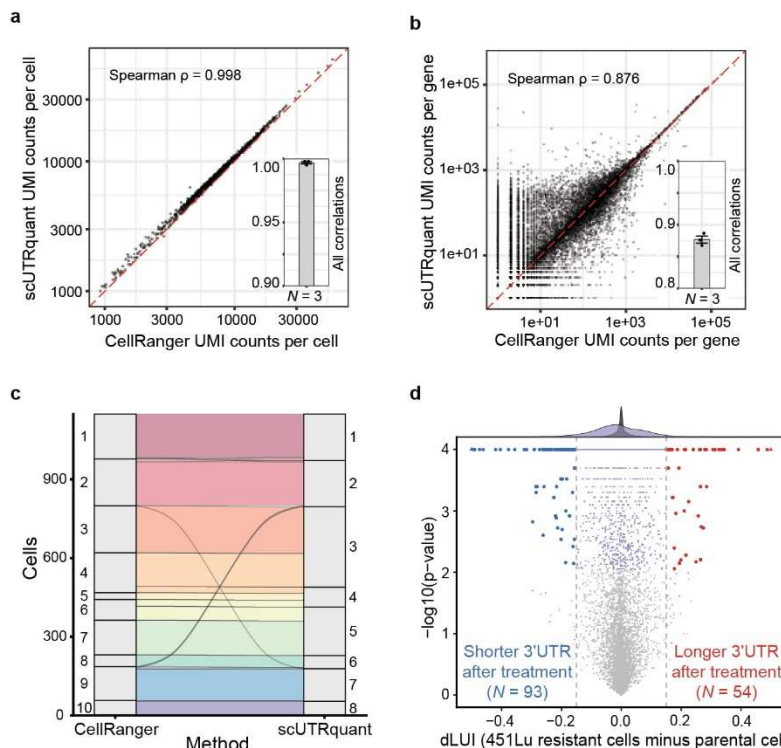 a
Spearman ρ = 0.998
scUTRquant UMI counts per cell
30000
10000
3000
1000
1000
3000
10000
30000
CellRanger UMI counts per cell
1.00
0.95
0.90
All correlations
N = 3
b
Spearman ρ = 0.876
scUTRquant UMI counts per gene
1e+05
1e+03
1e+01
1e+01
1e+03
1e+05
CellRanger UMI counts per gene
1.0
0.9
0.8
All correlations
N = 3
c
Cells
900
600
300
0
1
2
3
4
5
6
7
8
9
10
1
2
3
4
5
6
7
8
CellRanger
scUTRquant
Method
d
−log10(p-value)
4
3
2
1
0
Shorter 3'UTR
after treatment
(N = 93)
Longer 3'UTR
after treatment
(N = 54)
−0.4
−0.2
0.0
0.2
0.4
dLUI (451Lu resistant cells minus parental cel